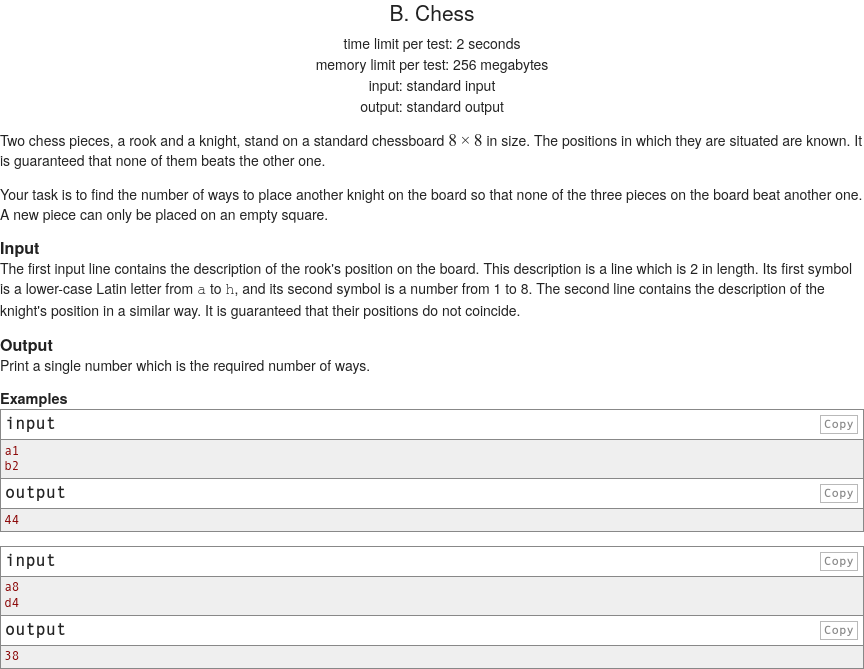 B. Chess
time limit per test: 2 seconds
memory limit per test: 256 megabytes
input: standard input
output: standard output
Two chess pieces, a rook and a knight, stand on a standard chessboard 8 × 8 in size. The positions in which they are situated are known. It
is guaranteed that none of them beats the other one.
Your task is to find the number of ways to place another knight on the board so that none of the three pieces on the board beat another one.
A new piece can only be placed on an empty square.
Input
The first input line contains the description of the rook's position on the board. This description is a line which is 2 in length. Its first symbol
is a lower-case Latin letter from a to h, and its second symbol is a number from 1 to 8. The second line contains the description of the
knight's position in a similar way. It is guaranteed that their positions do not coincide.
Output
Print a single number which is the required number of ways.
Examples
input Copy
a1
b2
output Copy
44
input Copy
a8
d4
output Copy
38